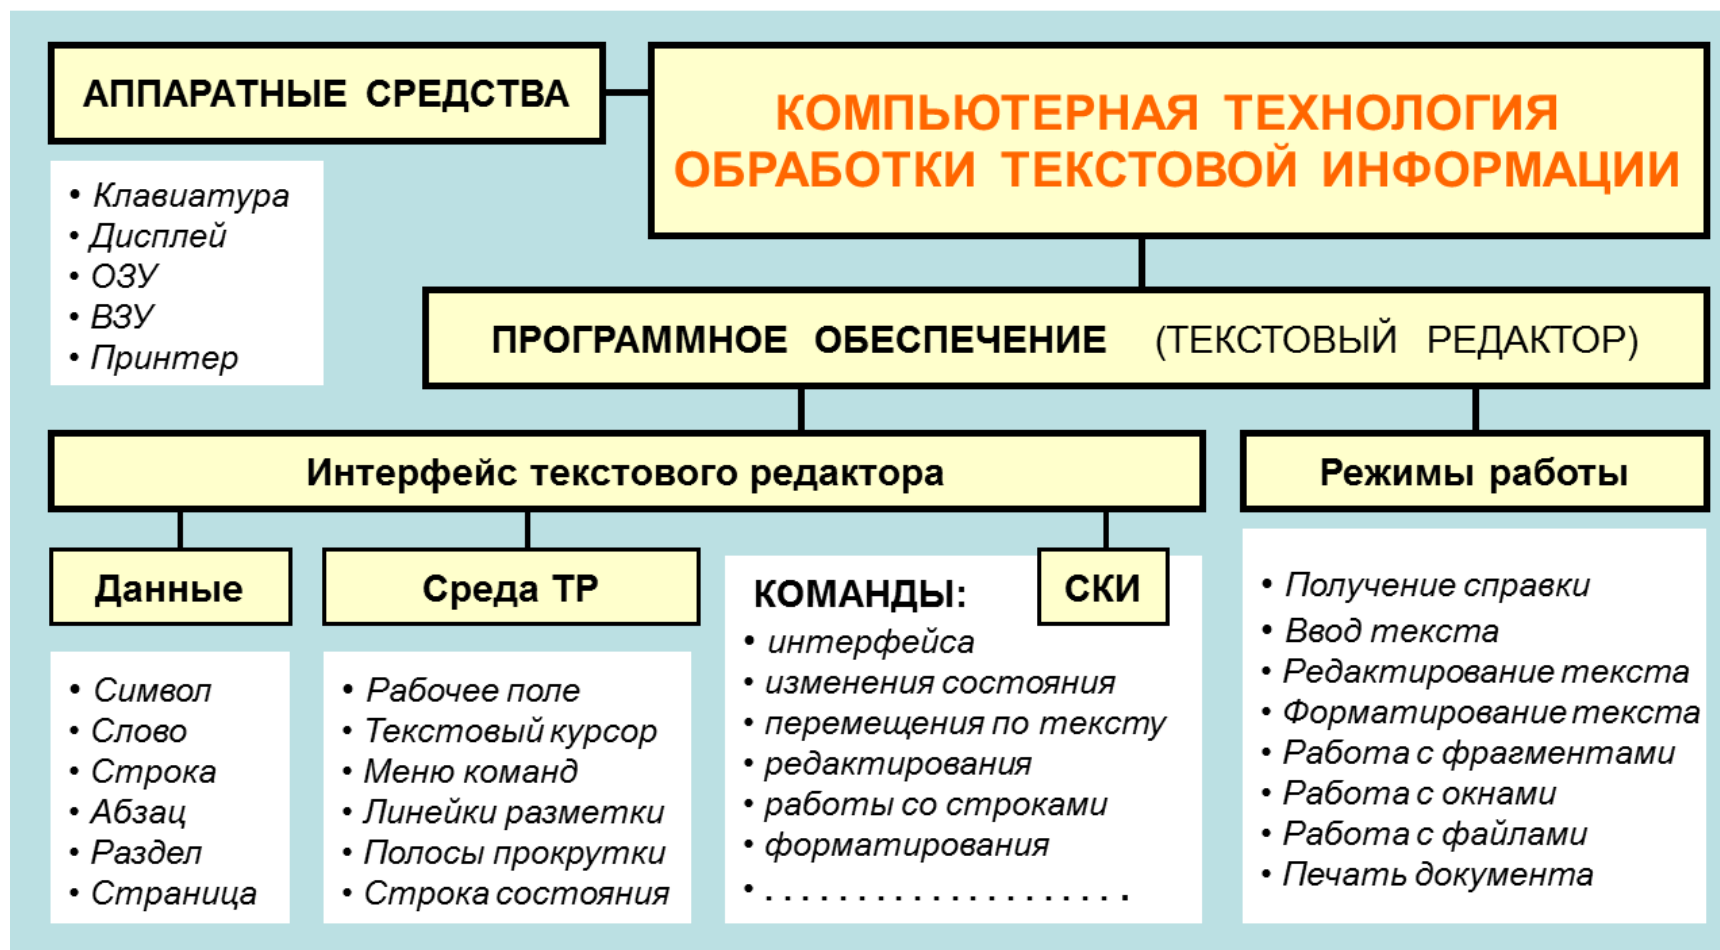 АППАРАТНЫЕ СРЕДСТВА
КОМПЬЮТЕРНАЯ ТЕХНОЛОГИЯ
ОБРАБОТКИ ТЕКСТОВОЙ ИНФОРМАЦИИ
• Клавиатура
• Дисплей
• ОЗУ
• ВЗУ
• Принтер
ПРОГРАММНОЕ ОБЕСПЕЧЕНИЕ (ТЕКСТОВЫЙ РЕДАКТОР)
Интерфейс текстового редактора
Режимы работы
Данные
• Символ
• Слово
• Строка
• Абзац
• Раздел
• Страница
Среда ТР
• Рабочее поле
• Текстовый курсор
• Меню команд
• Линейки разметки
• Полосы прокрутки
• Строка состояния
КОМАНДЫ:
СКИ
• интерфейса
• изменения состояния
• перемещения по тексту
• редактирования
• работы со строками
• форматирования
• . . . . . . . . . . . . . . . . . . . . .
• Получение справки
• Ввод текста
• Редактирование текста
• Форматирование текста
• Работа с фрагментами
• Работа с окнами
• Работа с файлами
• Печать документа